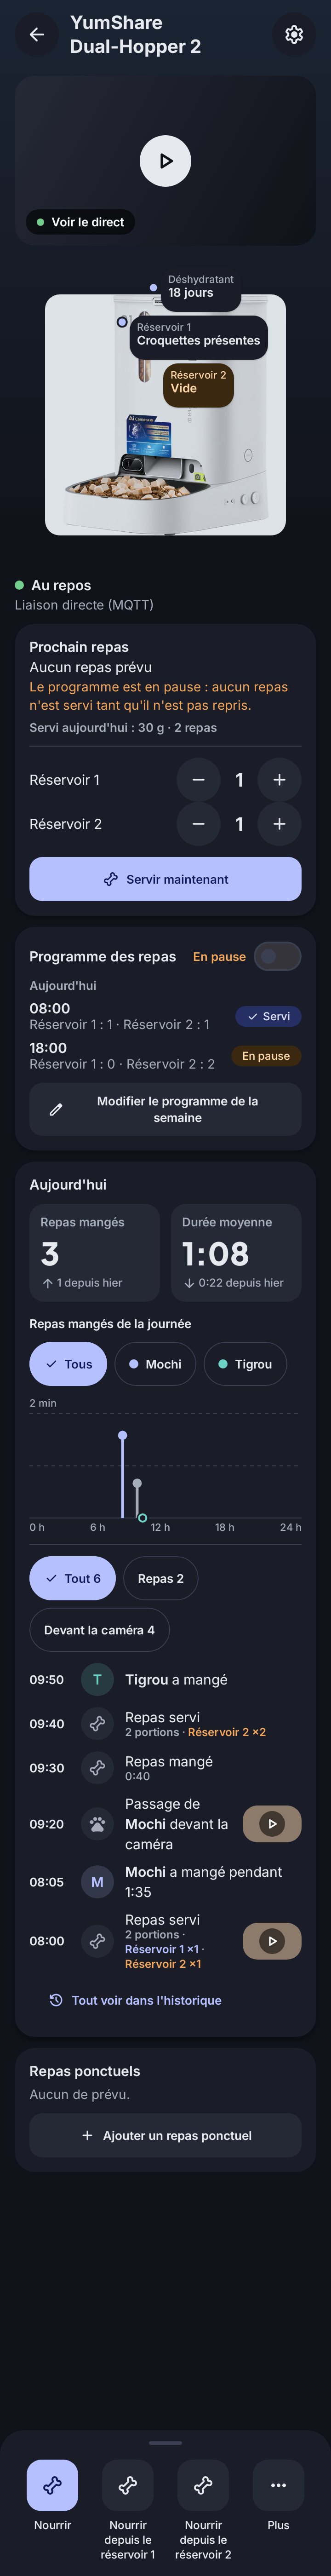 YumShare
Dual-Hopper 2
Voir le direct
Déshydratant
18 jours
Réservoir 1
Croquettes présentes
Réservoir 2
Vide
Au repos
Liaison directe (MQTT)
Prochain repas
Aucun repas prévu
Le programme est en pause : aucun repas
n'est servi tant qu'il n'est pas repris.
Servi aujourd'hui : 30 g · 2 repas
Réservoir 1
1
Réservoir 2
1
Servir maintenant
Programme des repas
En pause
Aujourd'hui
08:00
Réservoir 1 : 1 · Réservoir 2 : 1
Servi
18:00
Réservoir 1 : 0 · Réservoir 2 : 2
En pause
Modifier le programme de la
semaine
Aujourd'hui
Repas mangés
3
1 depuis hier
Durée moyenne
1:08
0:22 depuis hier
Repas mangés de la journée
Tous
Mochi
Tigrou
2 min
0 h
6 h
12 h
18 h
24 h
Tout 6
Repas 2
Devant la caméra 4
09:50
T
Tigrou a mangé
09:40
Repas servi
2 portions · Réservoir 2 ×2
09:30
Repas mangé
0:40
09:20
Passage de
Mochi devant la
caméra
08:05
M
Mochi a mangé pendant
1:35
08:00
Repas servi
2 portions ·
Réservoir 1 ×1 ·
Réservoir 2 ×1
Tout voir dans l'historique
Repas ponctuels
Aucun de prévu.
Ajouter un repas ponctuel
Nourrir
Nourrir
depuis le
réservoir 1
Nourrir
depuis le
réservoir 2
Plus